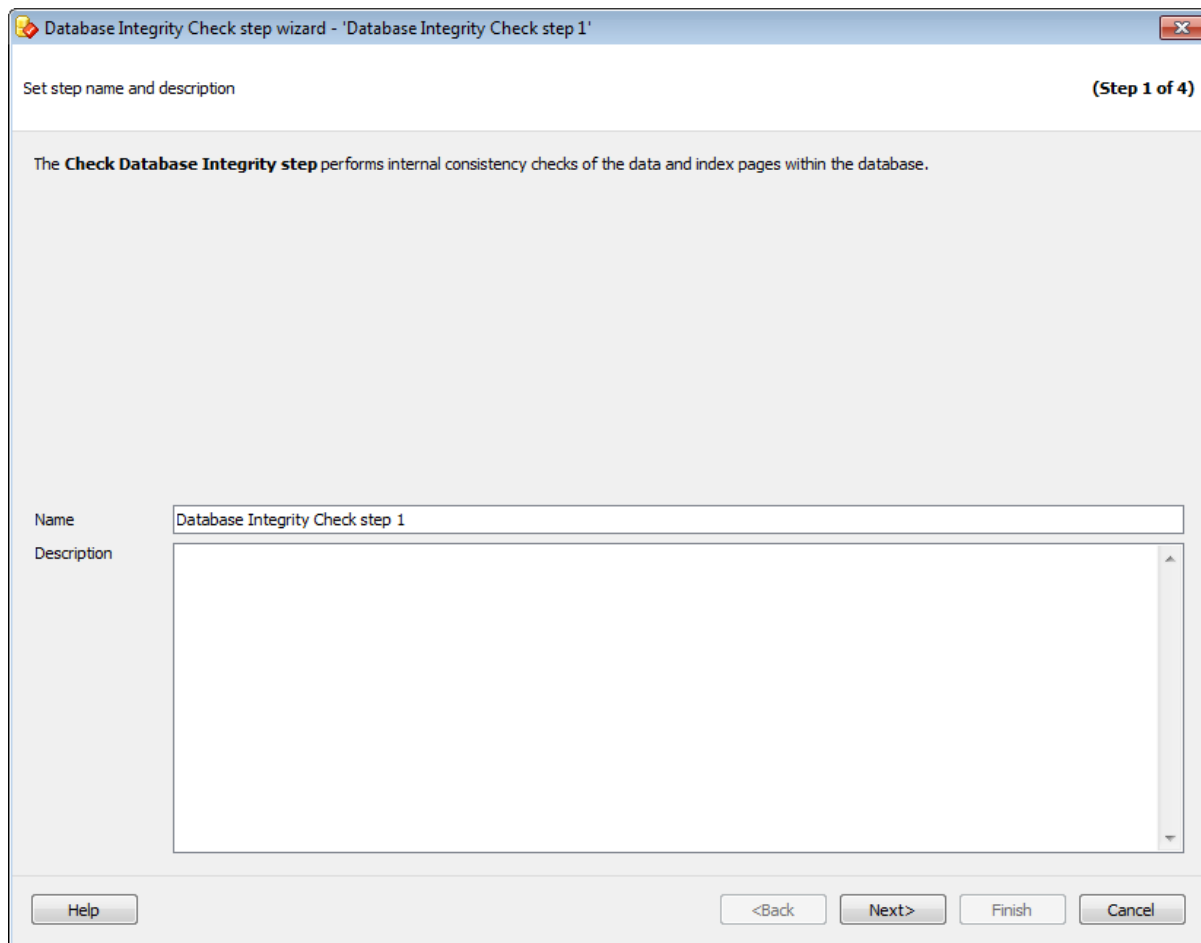 Database Integrity Check step wizard - 'Database Integrity Check step 1'
Set step name and description (Step 1 of 4)
The Check Database Integrity step performs internal consistency checks of the data and index pages within the database.
Name Database Integrity Check step 1
Description
Help <Back Next> Finish Cancel